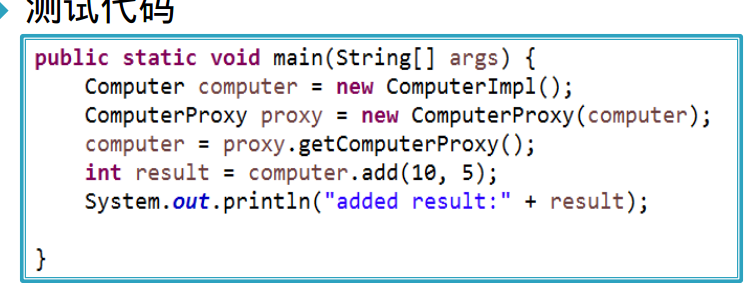 测试代码
public static void main(String[] args) {
    Computer computer = new ComputerImpl();
    ComputerProxy proxy = new ComputerProxy(computer);
    computer = proxy.getComputerProxy();
    int result = computer.add(10, 5);
    System.out.println("added result:" + result);
}